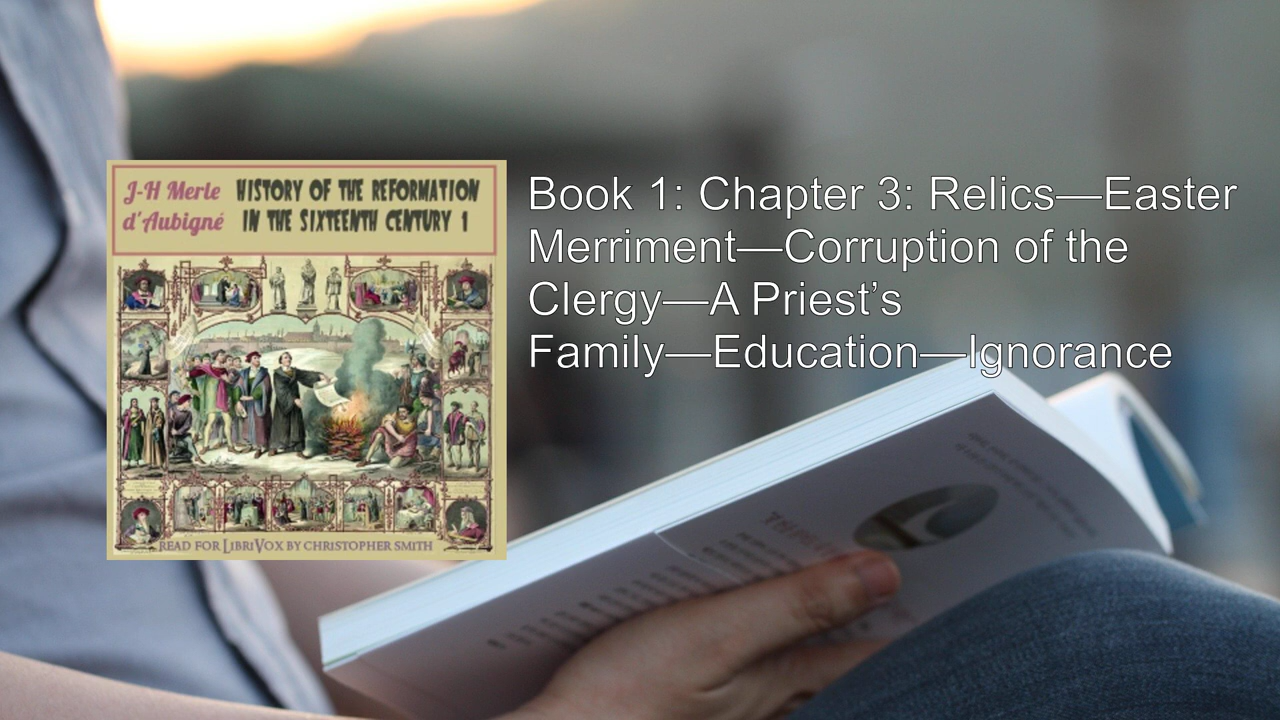 J-H Merle
d'Aubigné
HISTORY OF THE REFORMATION
IN THE SIXTEENTH CENTURY 1
READ FOR LIBRIVOX BY CHRISTOPHER SMITH
Book 1: Chapter 3: Relics—Easter
Merriment—Corruption of the
Clergy—A Priest’s
Family—Education—Ignorance